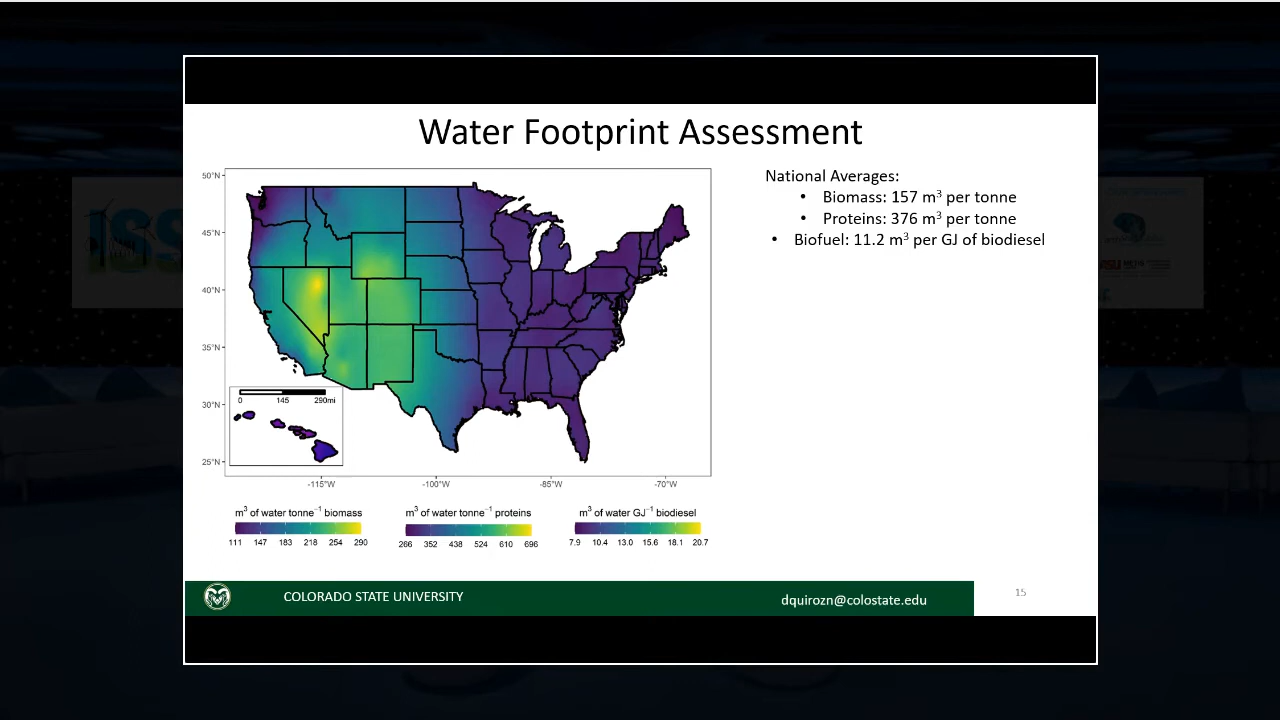 Water Footprint Assessment
National Averages:
• Biomass: 157 m³ per tonne
• Proteins: 376 m³ per tonne
• Biofuel: 11.2 m³ per GJ of biodiesel
50°N
45°N
40°N
35°N
30°N
25°N
0 145 290mi
-115°W -100°W -85°W -70°W
m³ of water tonne⁻¹ biomass
111 147 183 218 254 290
m³ of water tonne⁻¹ proteins
266 352 438 524 610 696
m³ of water GJ⁻¹ biodiesel
7.9 10.4 13.0 15.6 18.1 20.7
COLORADO STATE UNIVERSITY
dquirozn@colostate.edu
15